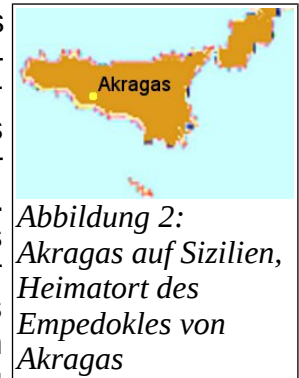 Akragas
Abbildung 2:
Akragas auf Sizilien,
Heimatort des
Empedokles von
Akragas